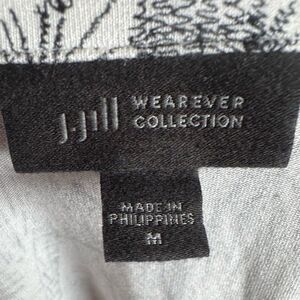 J.Jill WEAREVER
COLLECTION
MADE IN
PHILIPPINES
M